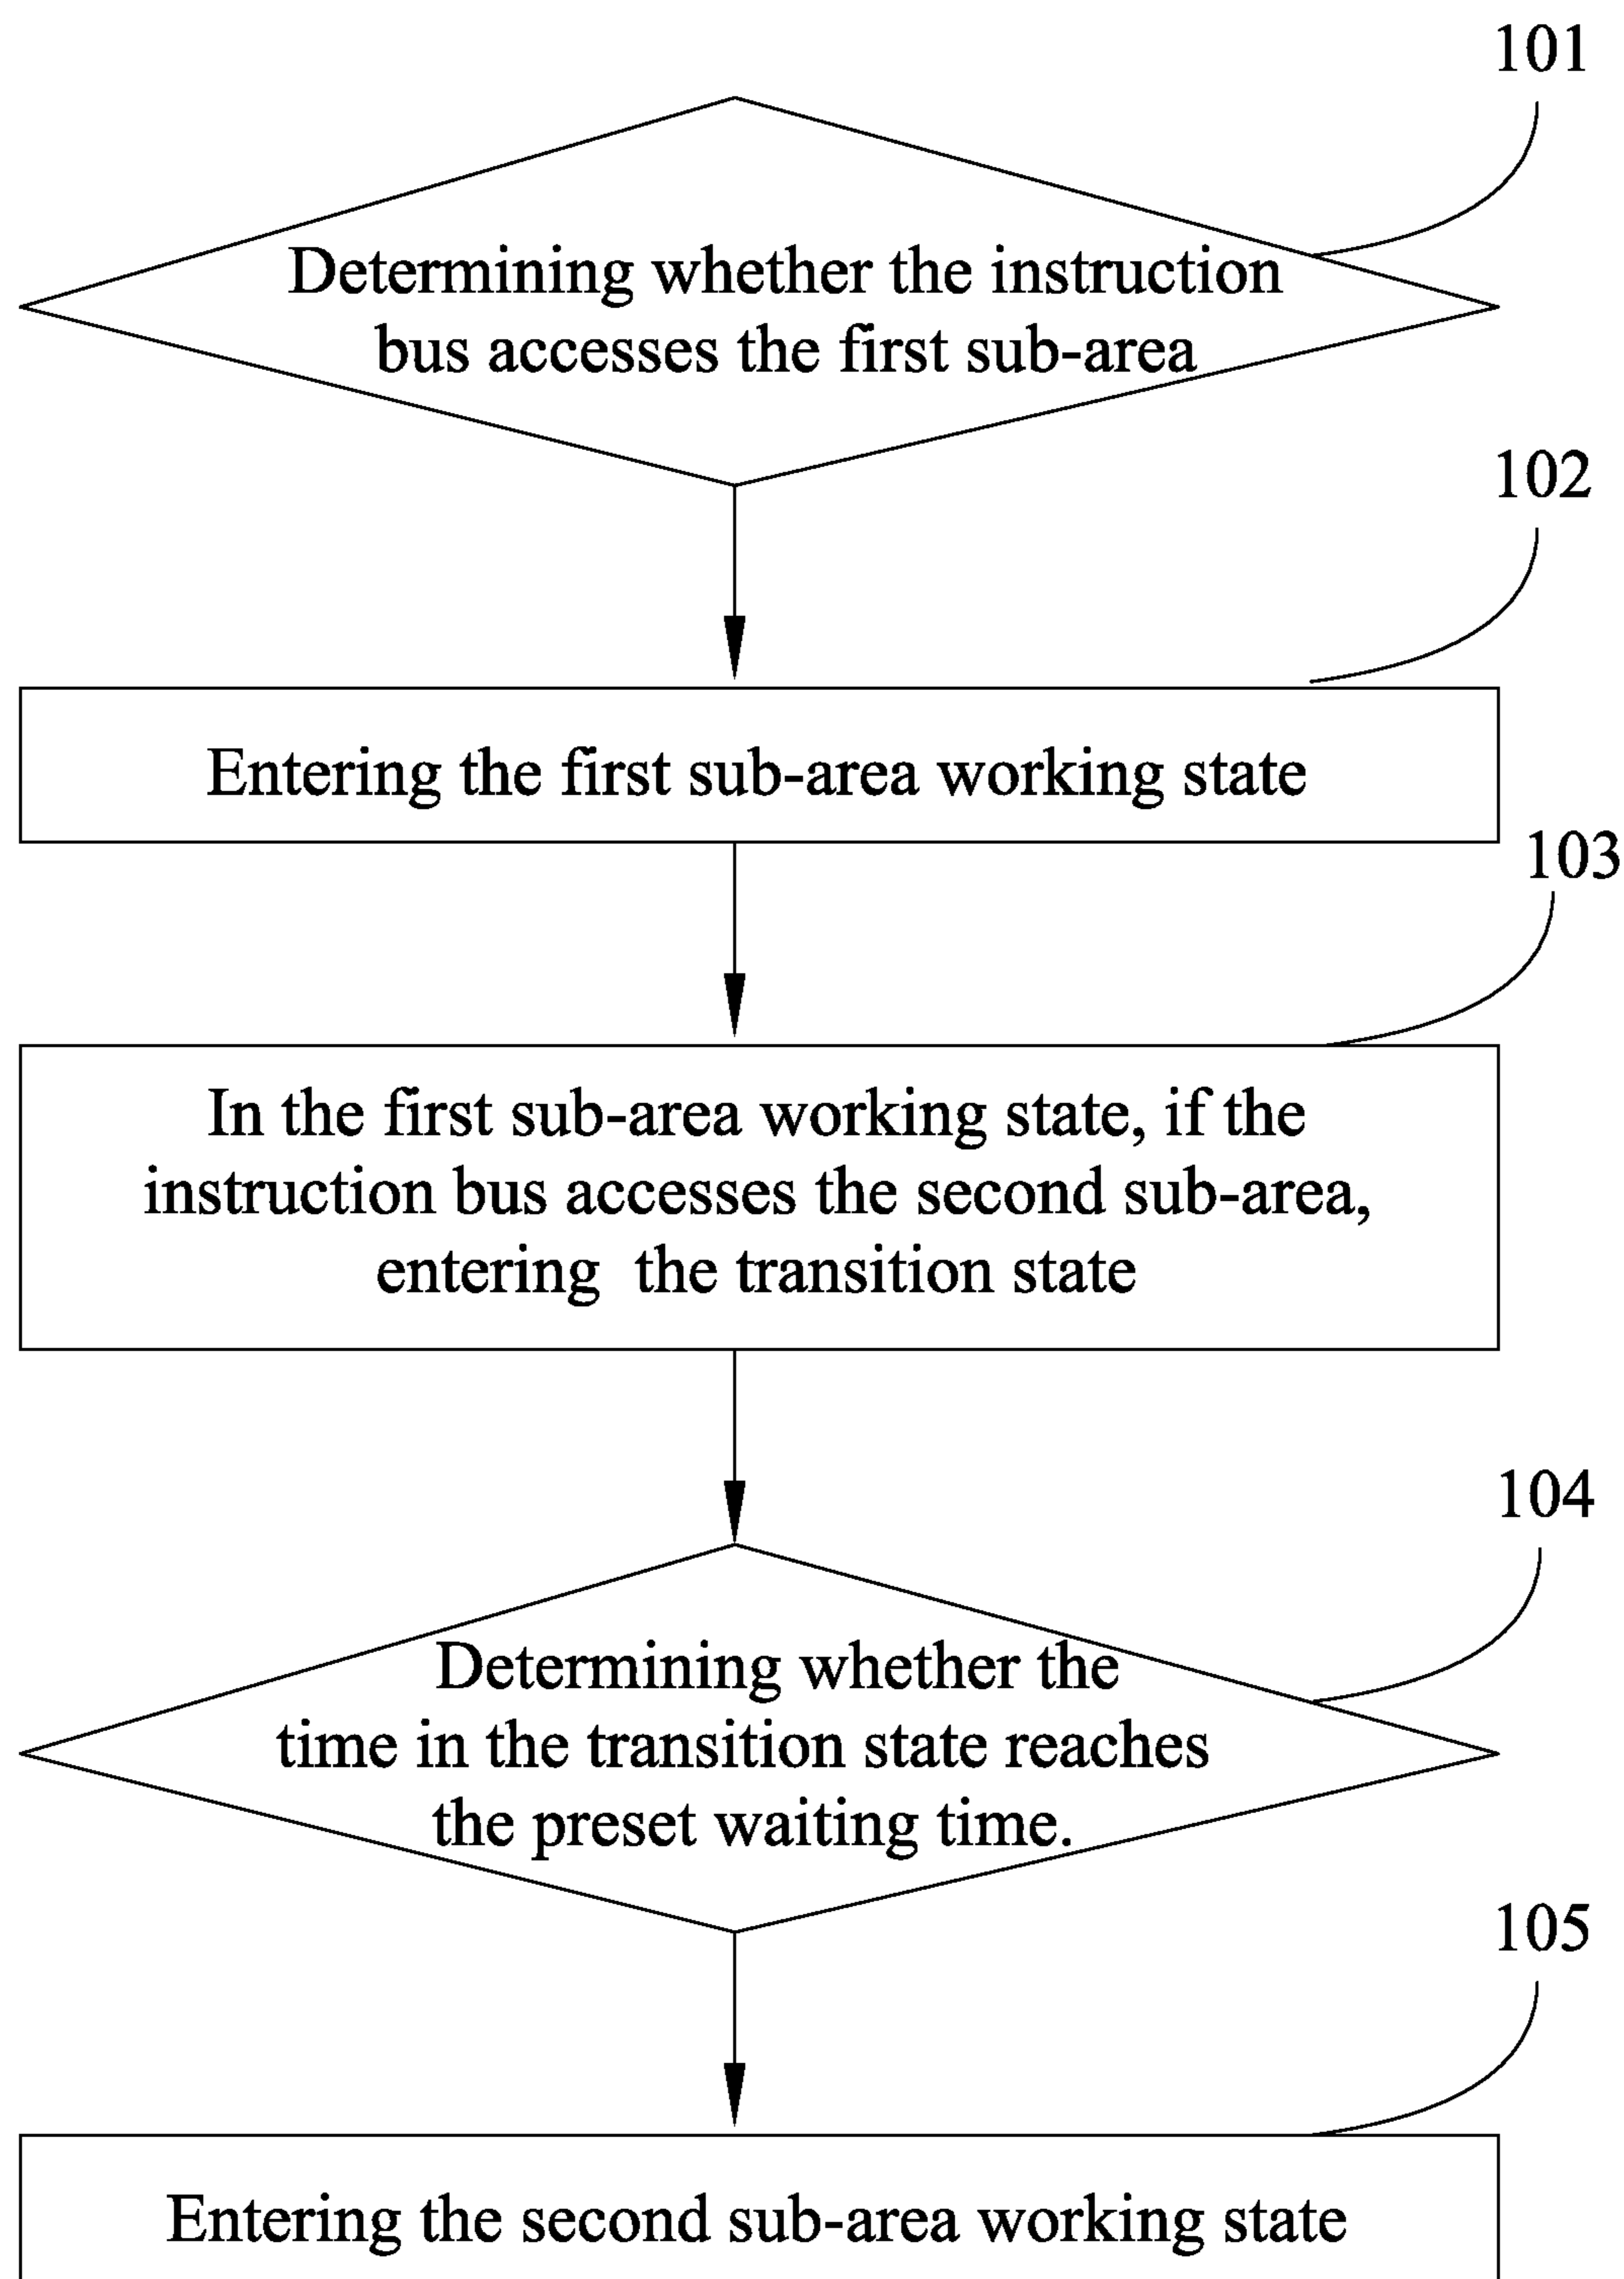 101
Determining whether the instruction
bus accesses the first sub-area
102
Entering the first sub-area working state
103
In the first sub-area working state, if the
instruction bus accesses the second sub-area,
entering the transition state
104
Determining whether the
time in the transition state reaches
the preset waiting time.
105
Entering the second sub-area working state